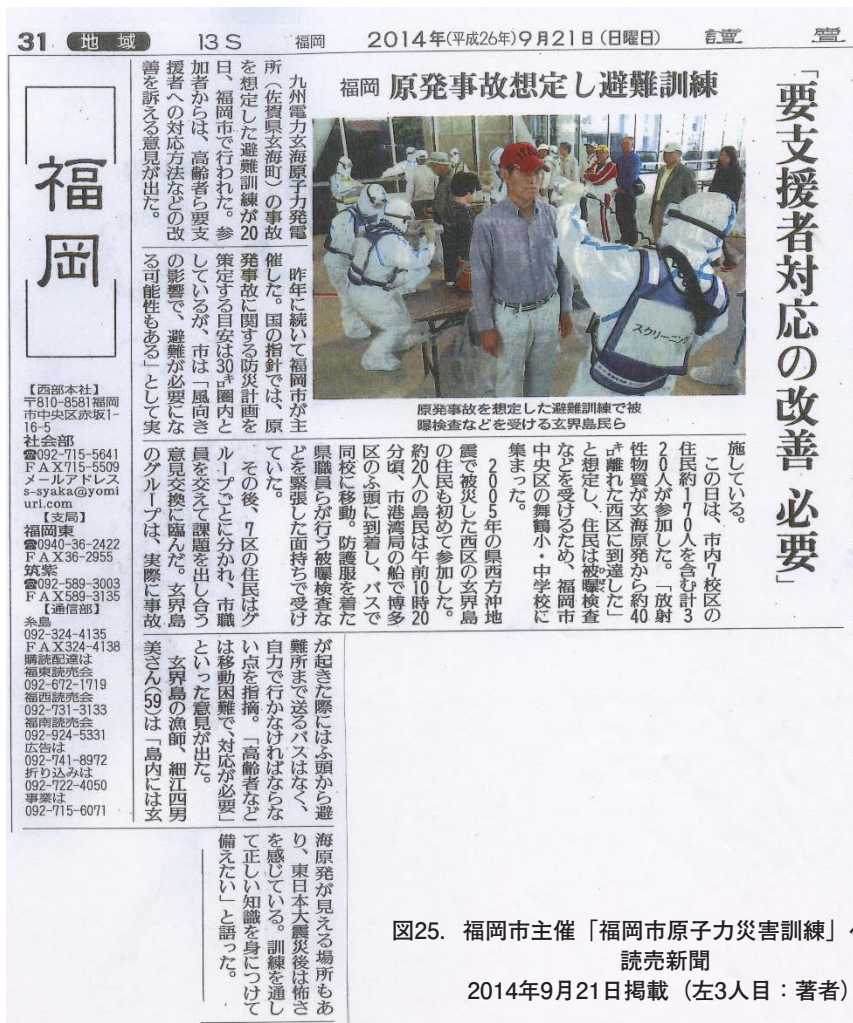 31 地域 13S 福岡 2014年(平成26年)9月21日(日曜日) 讀賣
「要支援者対応の改善 必要」
福岡 原発事故想定し避難訓練
スクリーニング
原発事故を想定した避難訓練で被
曝検査などを受ける玄界島民ら
九州電力玄海原子力発電
所(佐賀県玄海町)の事故
を想定した避難訓練が20
日、福岡市で行われた。参
加者からは、高齢者ら要支
援者への対応方法などの改
善を訴える意見が出た。
昨年に続いて福岡市が主
催した。国の指針では、原
発事故に関する防災計画を
策定する目安は30㌔圏内と
しているが、市は「風向き
の影響で、避難が必要にな
る可能性もある」として実
施している。
この日は、市内7校区の
住民約170人を含む計3
20人が参加した。「放射
性物質が玄海原発から約40
㌔離れた西区に到達した」
と想定し、住民は被曝検査
などを受けるため、福岡市
中央区の舞鶴小・中学校に
集まった。
2005年の県西方沖地
震で被災した西区の玄界島
の住民も初めて参加した。
約20人の島民は午前10時20
分頃、市港湾局の船で博多
区のふ頭に到着し、バスで
同校に移動。防護服を着た
県職員らが行う被曝検査な
どを緊張した面持ちで受け
ていた。
その後、7区の住民はグ
ループごとに分かれ、市職
員を交えて課題を出し合う
意見交換に臨んだ。玄界島
のグループは、実際に事故
が起きた際にはふ頭から避
難所まで送るバスはなく、
自力で行かなければならな
い点を指摘。「高齢者など
は移動困難で、対応が必要」
といった意見が出た。
玄界島の漁師、細江四男
美さん(59)は「島内には玄
海原発が見える場所もあ
り、東日本大震災後は怖さ
を感じている。訓練を通し
て正しい知識を身につけて
備えたい」と語った。
福岡
【西部本社】
〒810-8581福岡
市中央区赤坂1-
16-5
社会部
☎092-715-5641
FAX715-5509
メールアドレス
s-syaka@yomi
uri.com
【支局】
福岡東
☎0940-36-2422
FAX36-2955
筑紫
☎092-589-3003
FAX589-3135
【通信部】
糸島
092-324-4135
FAX324-4138
購読配達は
福東読売会
092-672-1719
福西読売会
092-731-3133
福南読売会
092-924-5331
広告は
092-741-8972
折り込みは
092-722-4050
事業は
092-715-6071
図25. 福岡市主催「福岡市原子力災害訓練」
読売新聞
2014年9月21日掲載(左3人目:著者)